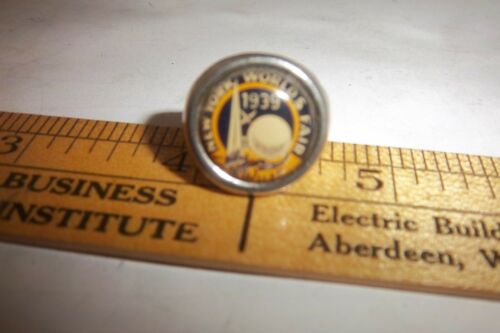 NEW YORK WORLD'S FAIR
1939
3 4 5
BUSINESS
INSTITUTE
Electric Build
Aberdeen, W